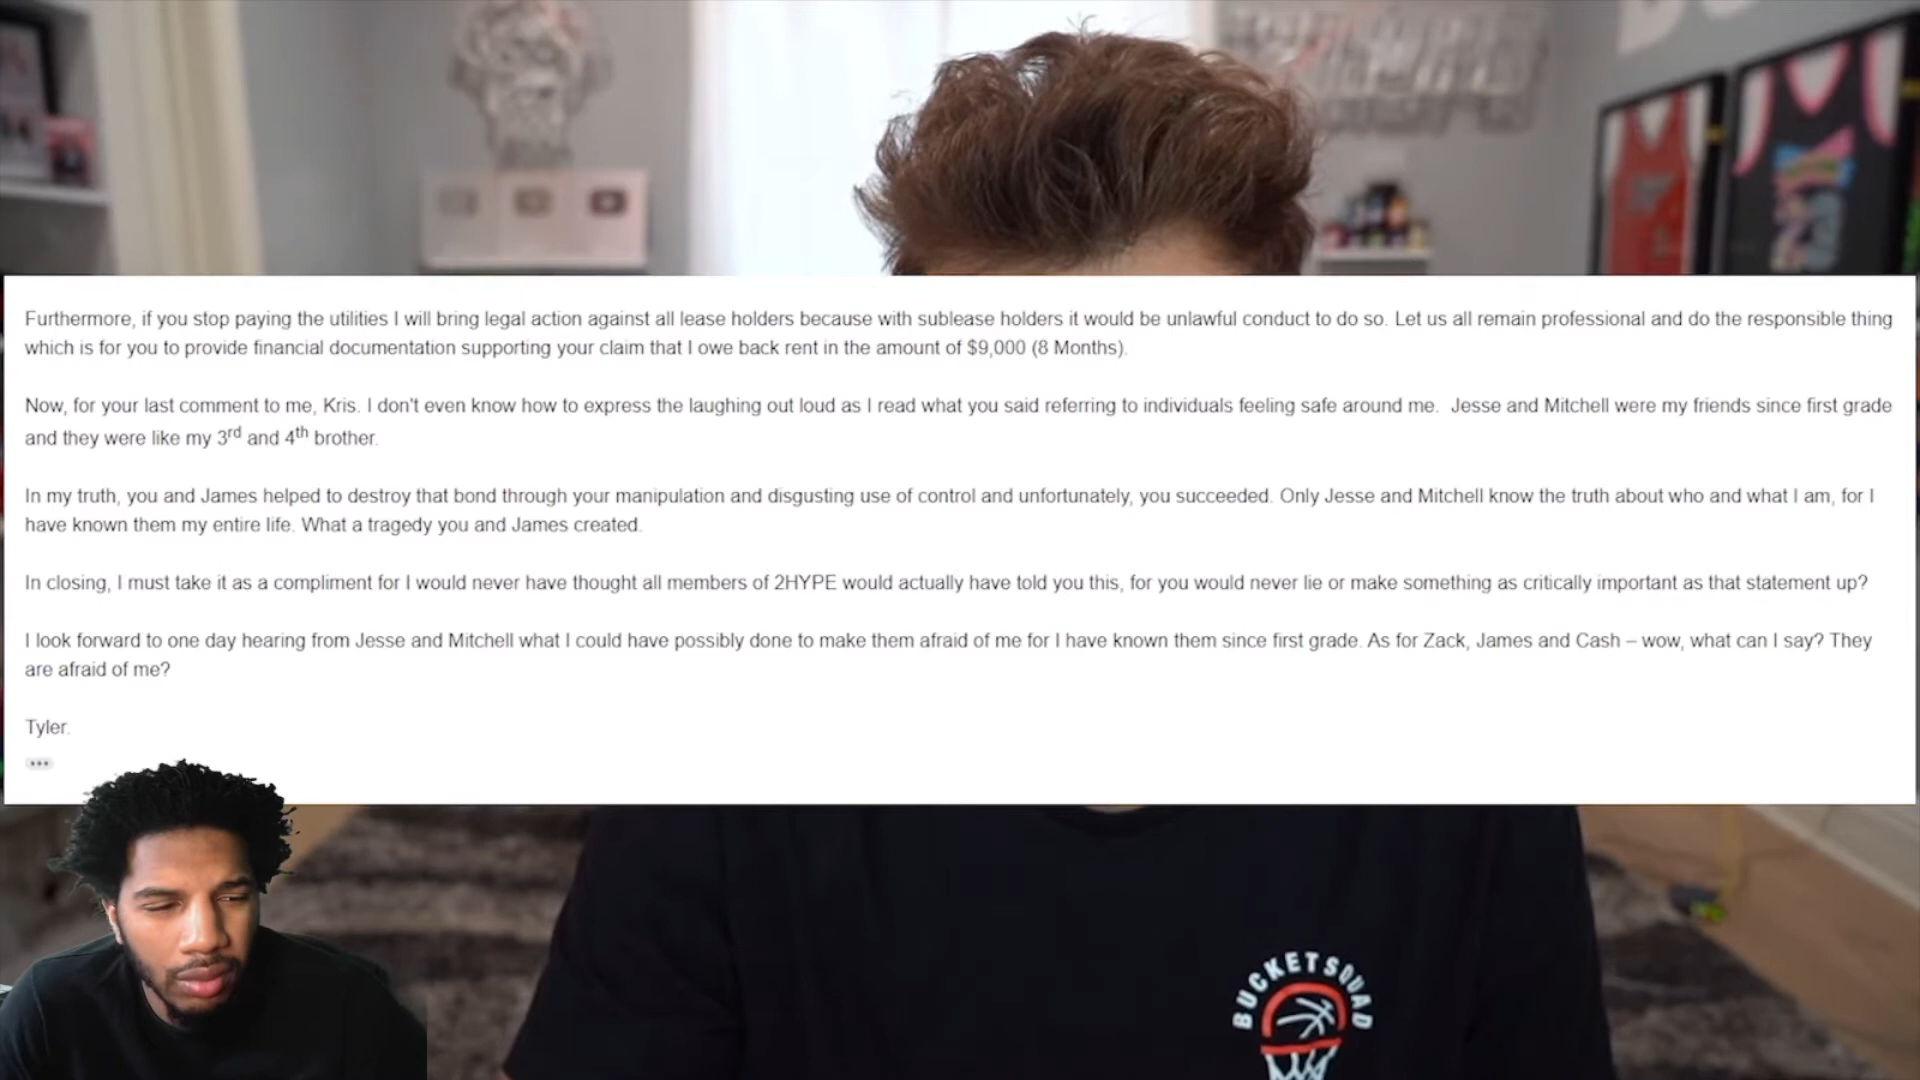 Furthermore, if you stop paying the utilities I will bring legal action against all lease holders because with sublease holders it would be unlawful conduct to do so. Let us all remain professional and do the responsible thing
which is for you to provide financial documentation supporting your claim that I owe back rent in the amount of $9,000 (8 Months).
Now, for your last comment to me, Kris. I don't even know how to express the laughing out loud as I read what you said referring to individuals feeling safe around me.  Jesse and Mitchell were my friends since first grade
and they were like my 3rd and 4th brother.
In my truth, you and James helped to destroy that bond through your manipulation and disgusting use of control and unfortunately, you succeeded. Only Jesse and Mitchell know the truth about who and what I am, for I
have known them my entire life. What a tragedy you and James created.
In closing, I must take it as a compliment for I would never have thought all members of 2HYPE would actually have told you this, for you would never lie or make something as critically important as that statement up?
I look forward to one day hearing from Jesse and Mitchell what I could have possibly done to make them afraid of me for I have known them since first grade. As for Zack, James and Cash – wow, what can I say? They
are afraid of me?
Tyler.
BUCKETSQUAD